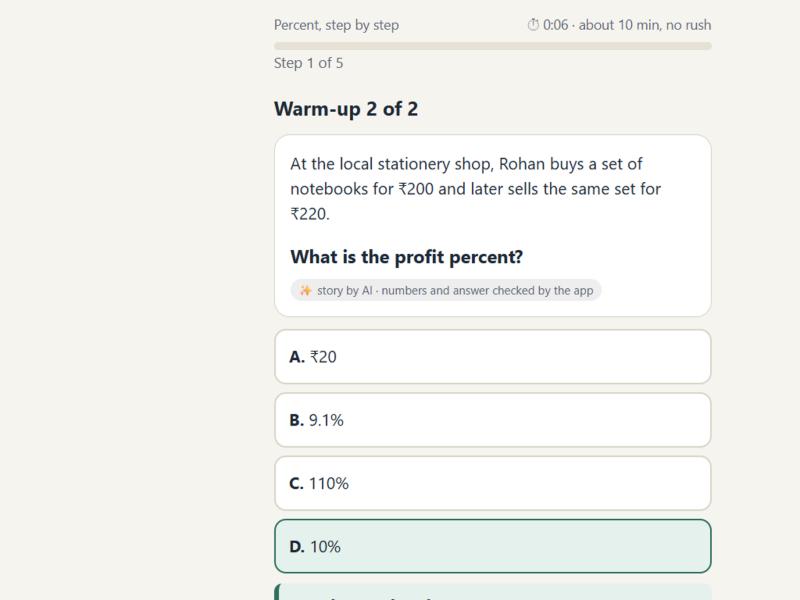 Percent, step by step
⏱ 0:06 · about 10 min, no rush
Step 1 of 5
Warm-up 2 of 2
At the local stationery shop, Rohan buys a set of
notebooks for ₹200 and later sells the same set for
₹220.
What is the profit percent?
✨ story by AI · numbers and answer checked by the app
A. ₹20
B. 9.1%
C. 110%
D. 10%